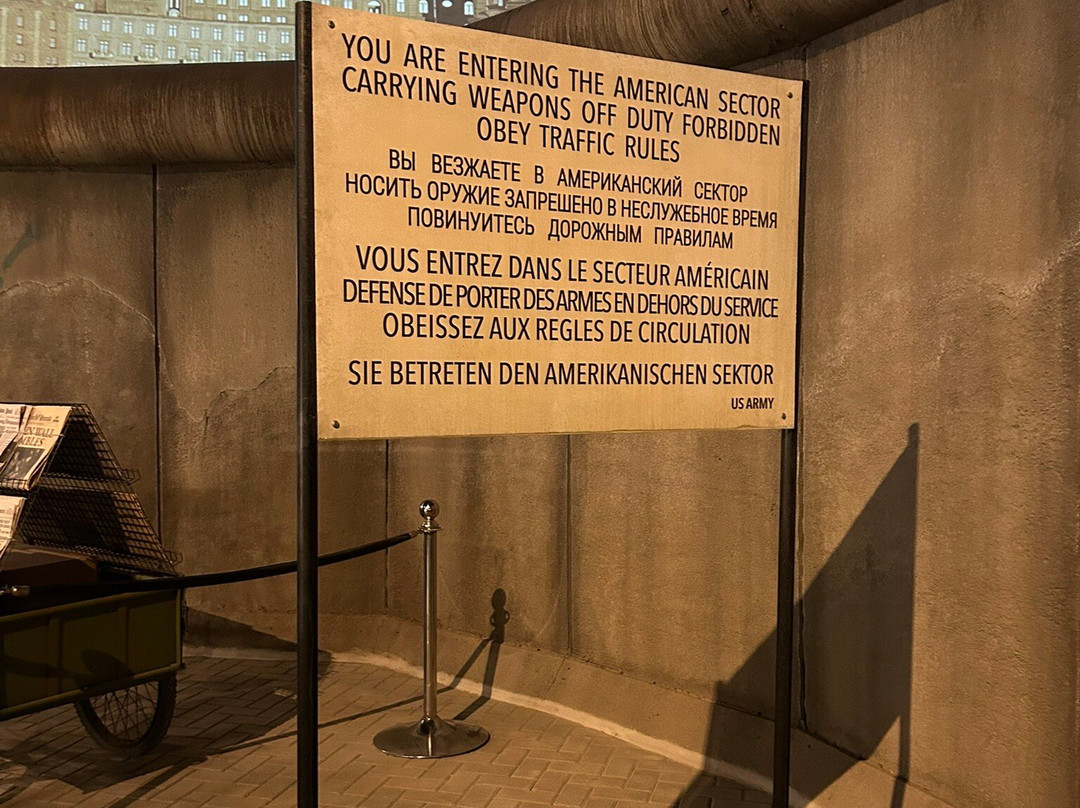 YOU ARE ENTERING THE AMERICAN SECTOR
CARRYING WEAPONS OFF DUTY FORBIDDEN
OBEY TRAFFIC RULES
ВЫ ВЕЗЖАЕТЕ В АМЕРИКАНСКИЙ СЕКТОР
НОСИТЬ ОРУЖИЕ ЗАПРЕШЕНО В НЕСЛУЖЕБНОЕ ВРЕМЯ
ПОВИНУИТЕСЬ ДОРОЖНЫМ ПРАВИЛАМ
VOUS ENTREZ DANS LE SECTEUR AMÉRICAIN
DEFENSE DE PORTER DES ARMES EN DEHORS DU SERVICE
OBEISSEZ AUX REGLES DE CIRCULATION
SIE BETRETEN DEN AMERIKANISCHEN SEKTOR
US ARMY